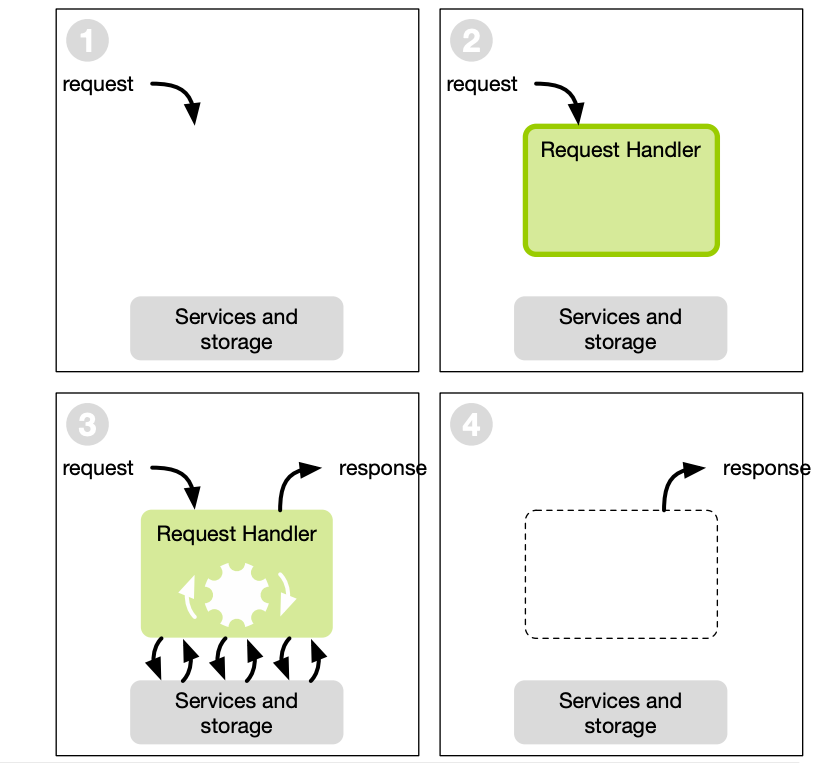 1
request
Services and
storage
2
request
Request Handler
Services and
storage
3
request
response
Request Handler
Services and
storage
4
response
Services and
storage